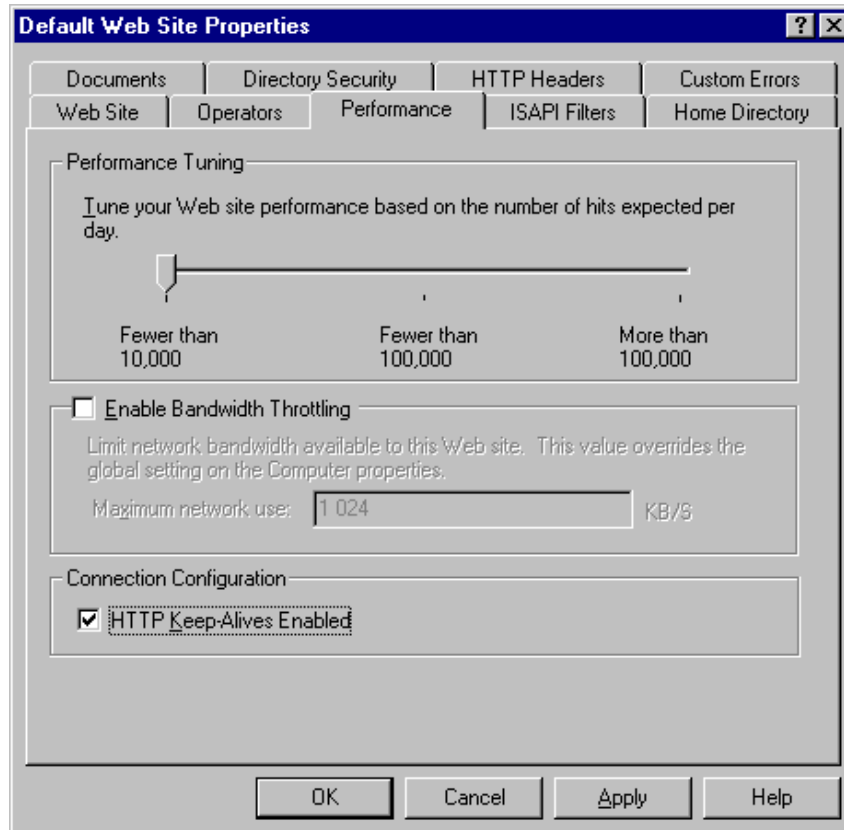 Default Web Site Properties
? X
Documents Directory Security HTTP Headers Custom Errors
Web Site Operators Performance ISAPI Filters Home Directory
Performance Tuning
Tune your Web site performance based on the number of hits expected per
day.
Fewer than Fewer than More than
10,000 100,000 100,000
Enable Bandwidth Throttling
Limit network bandwidth available to this Web site. This value overrides the
global setting on the Computer properties.
Maximum network use: 1 024 KB/S
Connection Configuration
HTTP Keep-Alives Enabled
OK Cancel Apply Help